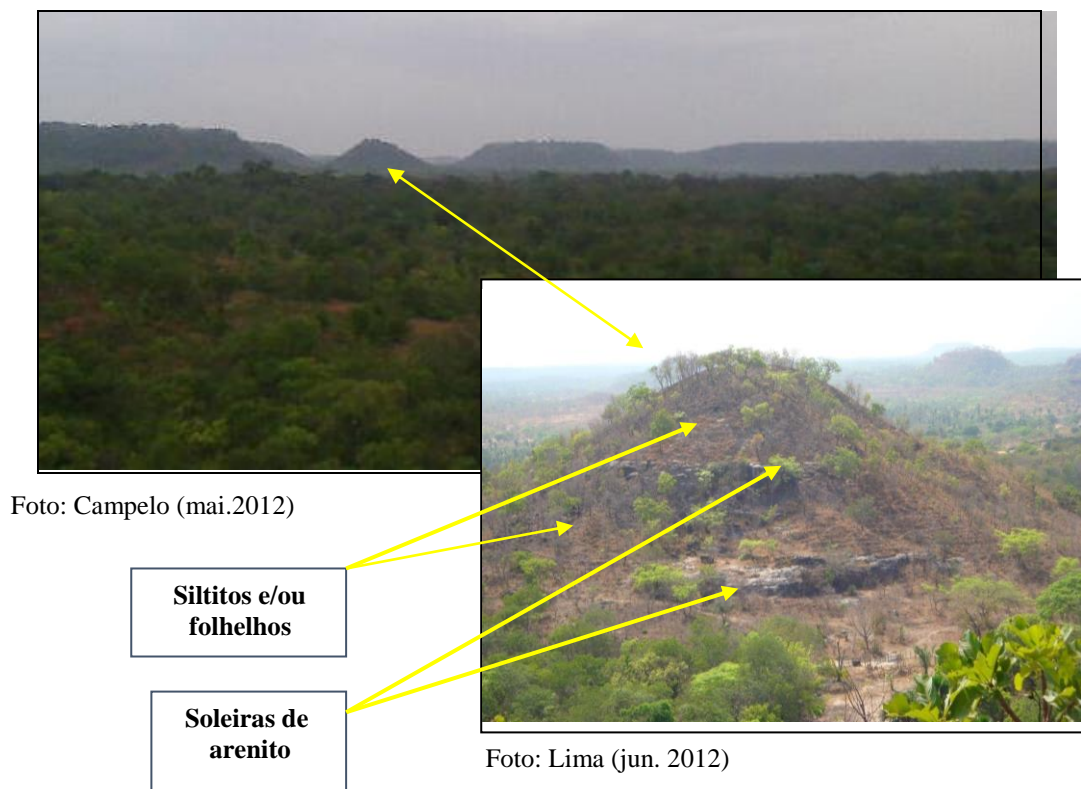 Foto: Campelo (mai.2012)
Siltitos e/ou
folhelhos
Soleiras de
arenito
Foto: Lima (jun. 2012)